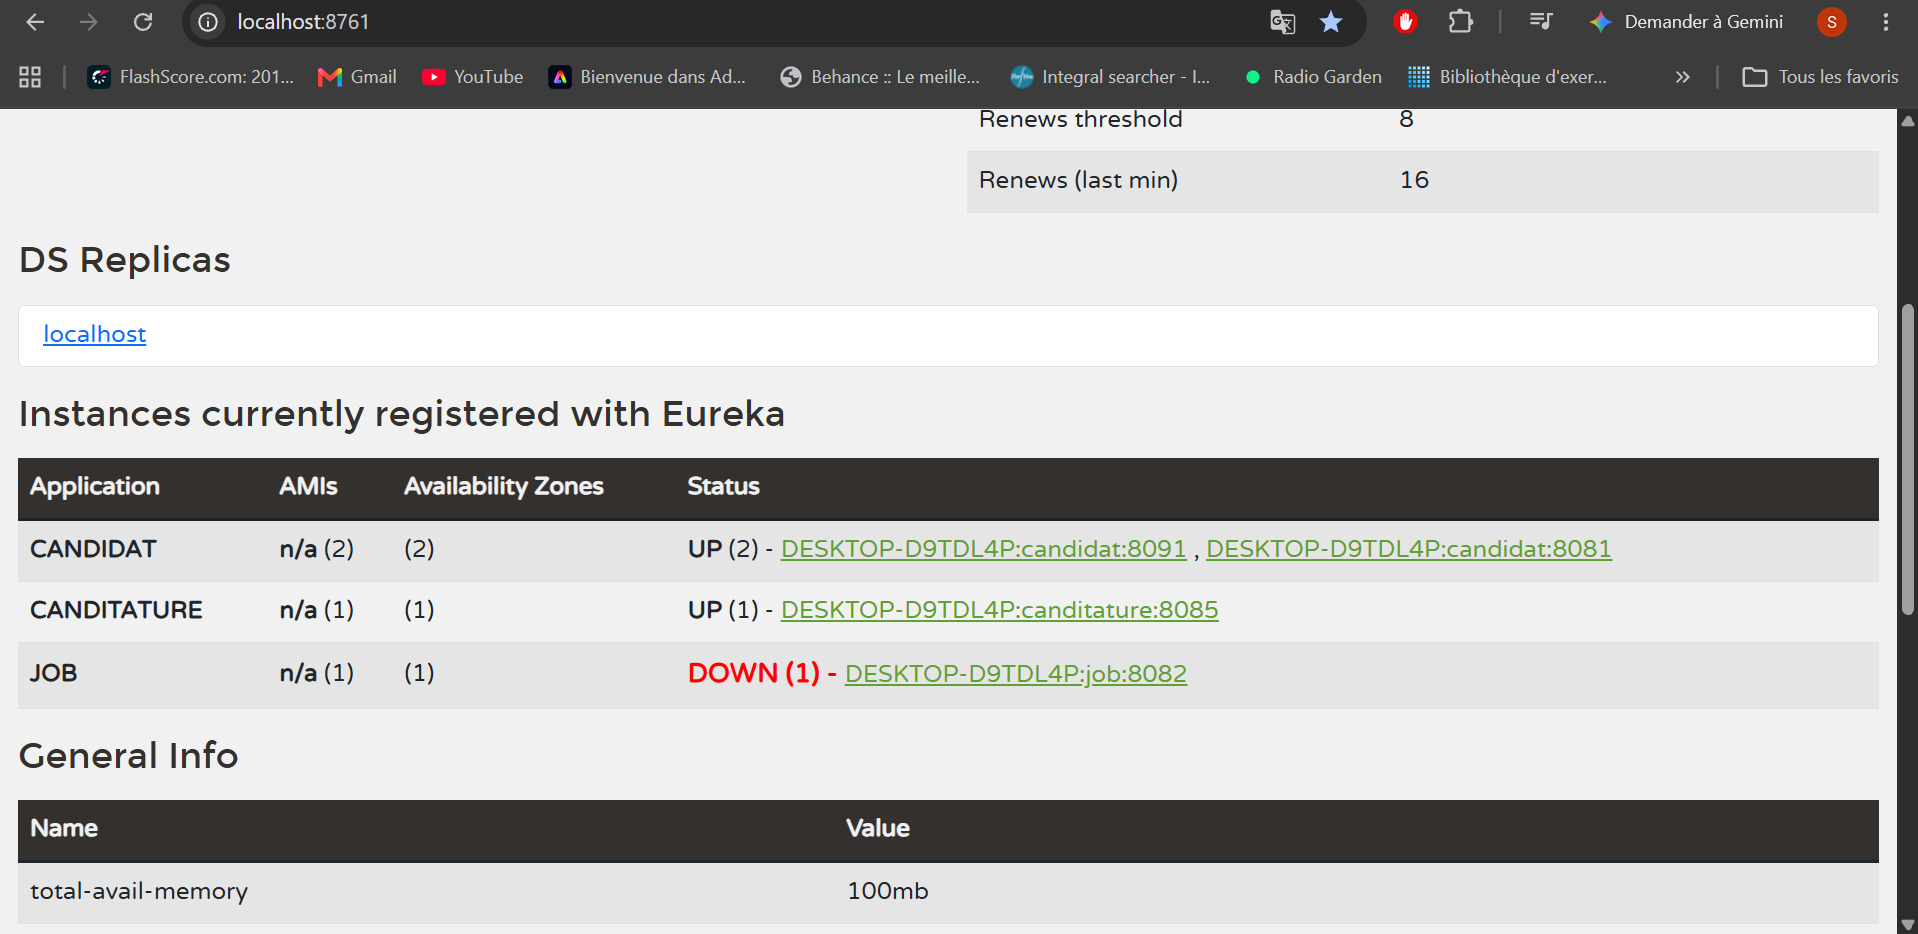 localhost:8761
Demander à Gemini
S
FlashScore.com: 201...
Gmail
YouTube
Bienvenue dans Ad...
Behance :: Le meille...
Integral searcher - I...
Radio Garden
Bibliothèque d'exer...
Tous les favoris
Renews threshold 8
Renews (last min) 16
DS Replicas
localhost
Instances currently registered with Eureka
Application AMIs Availability Zones Status
CANDIDAT n/a (2) (2) UP (2) - DESKTOP-D9TDL4P:candidat:8091 , DESKTOP-D9TDL4P:candidat:8081
CANDITATURE n/a (1) (1) UP (1) - DESKTOP-D9TDL4P:canditature:8085
JOB n/a (1) (1) DOWN (1) - DESKTOP-D9TDL4P:job:8082
General Info
Name Value
total-avail-memory 100mb